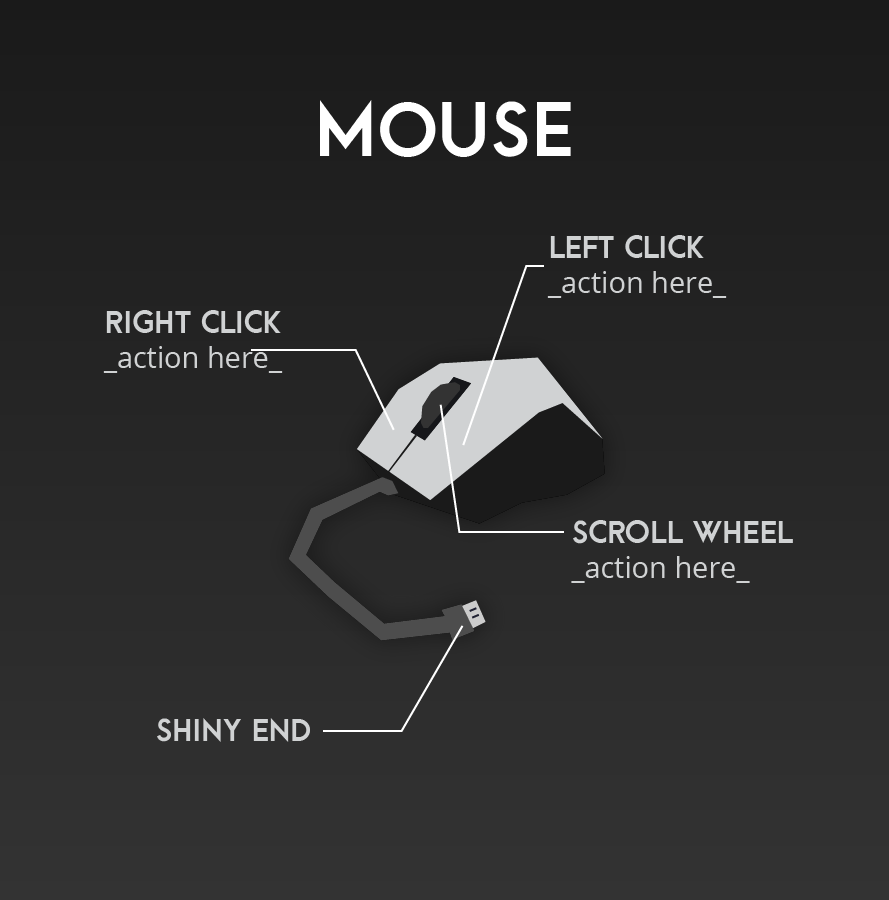 MOUSE
LEFT CLICK
_action here_
RIGHT CLICK
_action here_
SCROLL WHEEL
_action here_
SHINY END